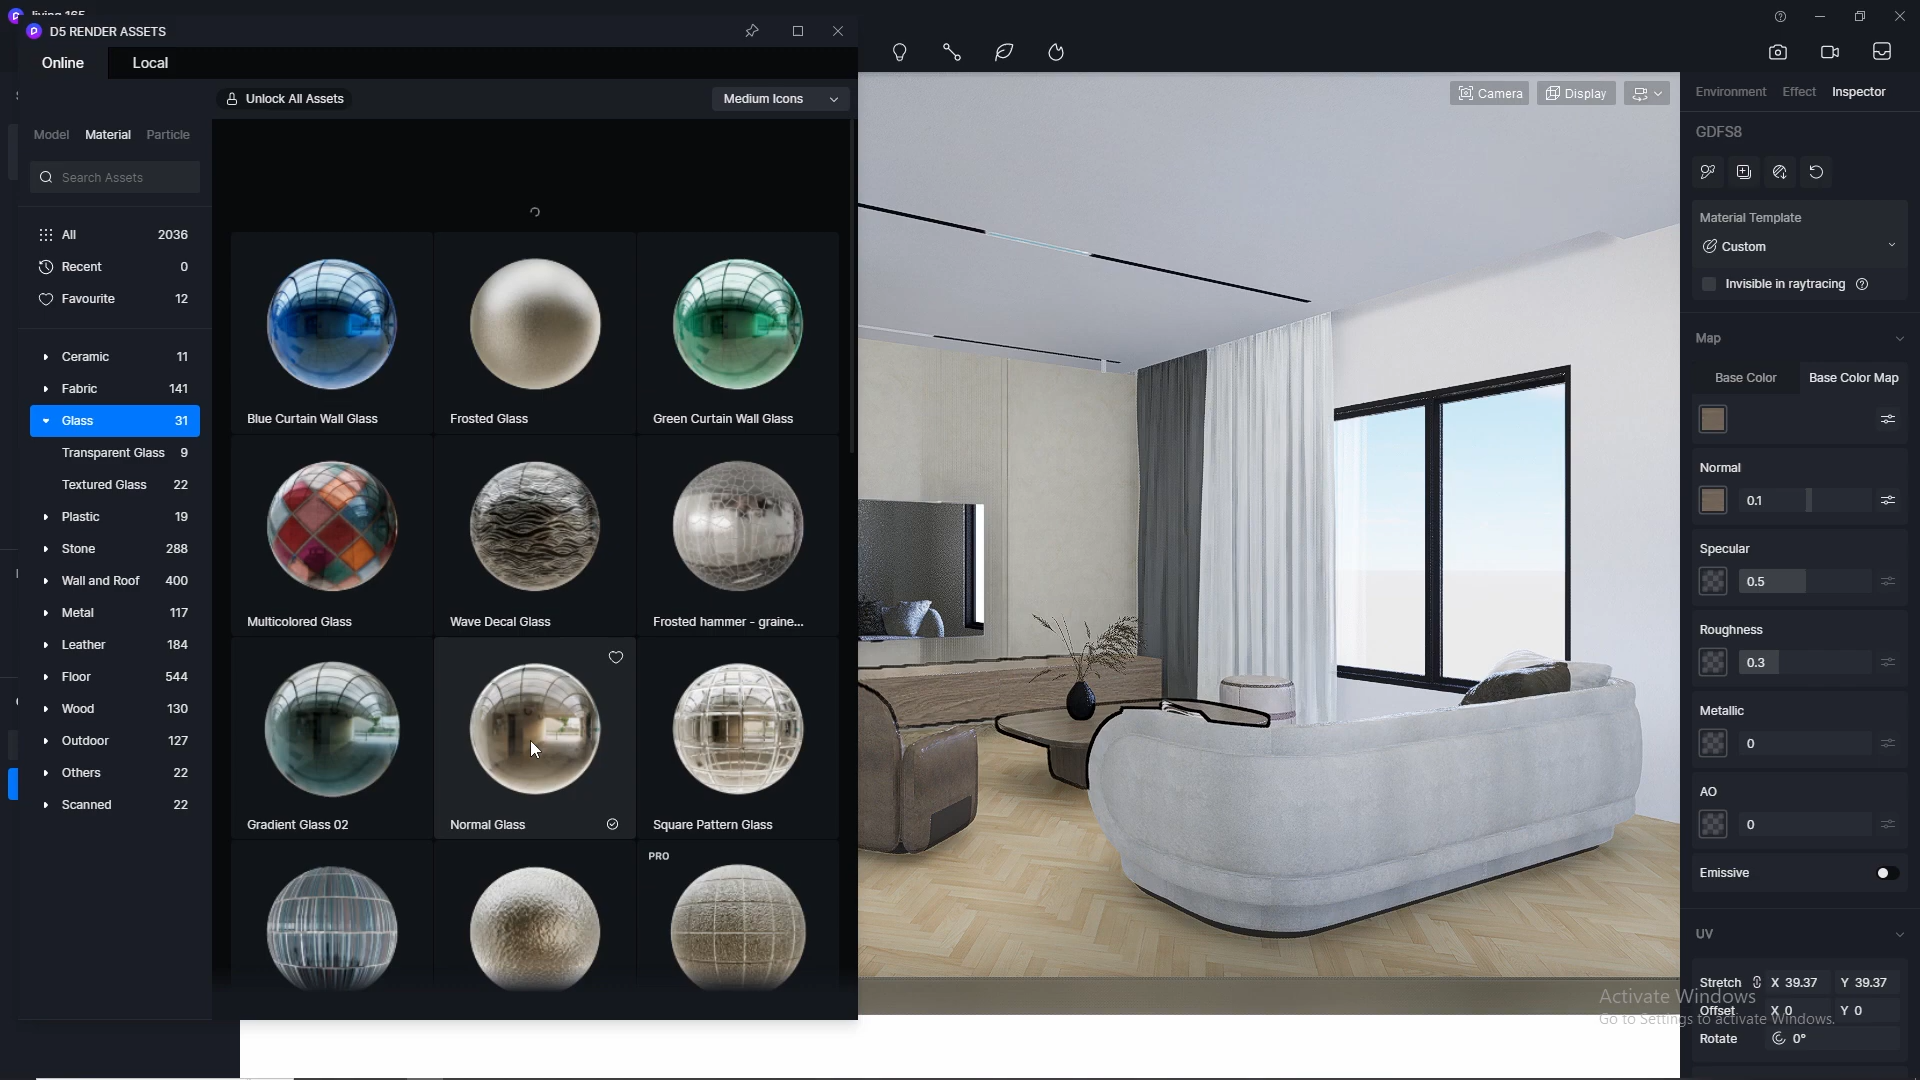 living 165
D5 RENDER ASSETS
Online
Local
Unlock All Assets
Medium Icons
Model
Material
Particle
Search Assets
All 2036
Recent 0
Favourite 12
Ceramic 11
Fabric 141
Glass 31
Transparent Glass 9
Textured Glass 22
Plastic 19
Stone 288
Wall and Roof 400
Metal 117
Leather 184
Floor 544
Wood 130
Outdoor 127
Others 22
Scanned 22
Blue Curtain Wall Glass
Frosted Glass
Green Curtain Wall Glass
Multicolored Glass
Wave Decal Glass
Frosted hammer - graine...
Gradient Glass 02
Normal Glass
Square Pattern Glass
PRO
Camera
Display
Environment
Effect
Inspector
GDFS8
Material Template
Custom
Invisible in raytracing
Map
Base Color
Base Color Map
Normal
0.1
Specular
0.5
Roughness
0.3
Metallic
0
AO
0
Emissive
UV
Stretch X 39.37 Y 39.37
Offset X 0 Y 0
Rotate 0°
Activate Windows
Go to Settings to activate Windows.